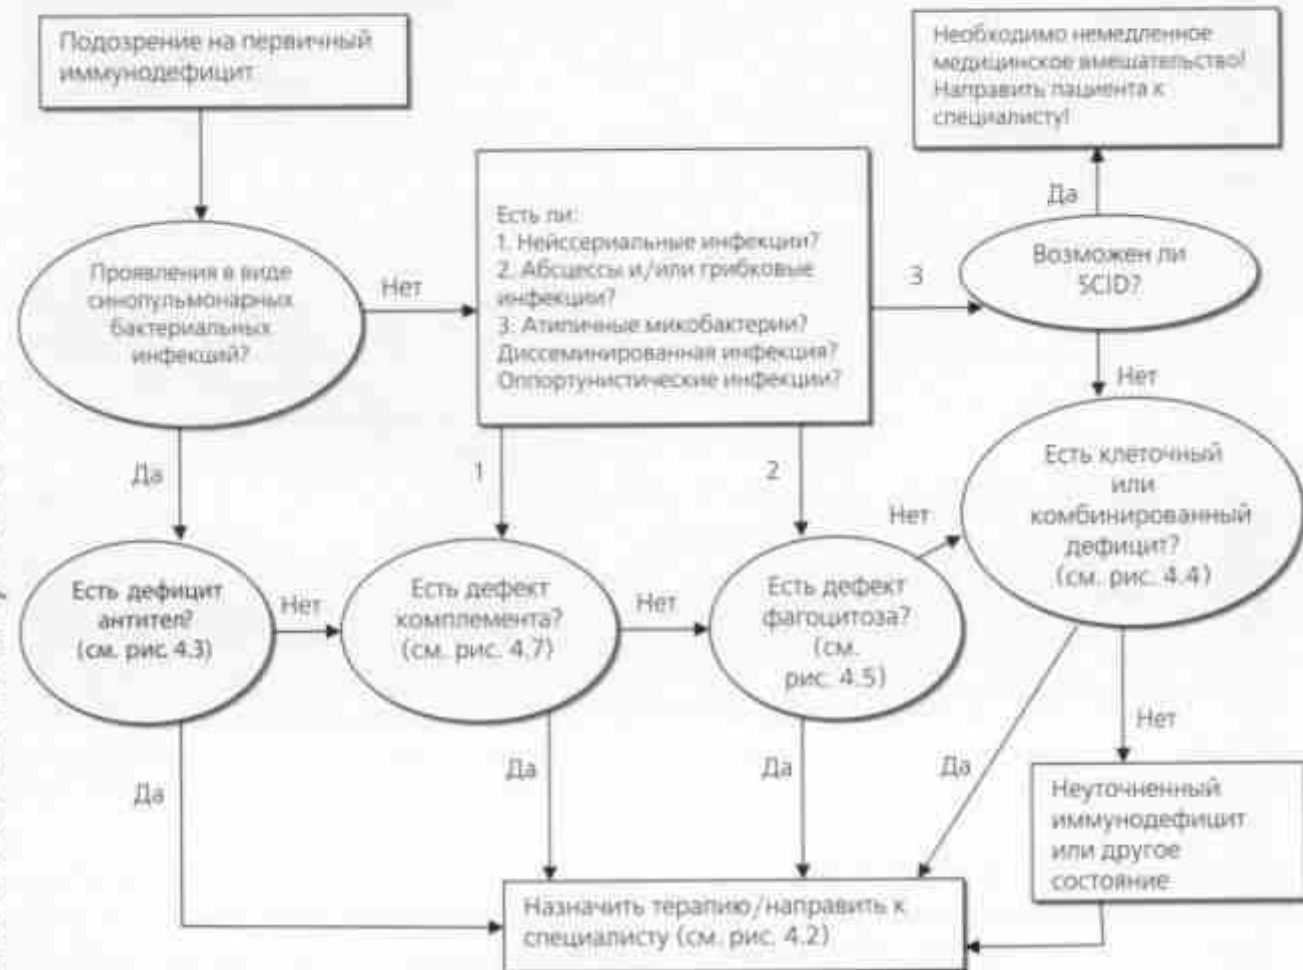 Подозрение на первичный
иммунодефицит
Необходимо немедленное
медицинское вмешательство!
Направить пациента к
специалисту!
Да
Проявления в виде
синопульмонарных
бактериальных
инфекций?
Нет
Есть ли:
1. Нейссериальные инфекции?
2. Абсцессы и/или грибковые
инфекции?
3. Атипичные микобактерии?
Диссеминированная инфекция?
Оппортунистические инфекции?
3
Возможен ли
SCID?
Нет
Да
1
2
Есть клеточный
или
комбинированный
дефицит?
(см. рис. 4.4)
Нет
Есть дефицит
антител?
(см. рис. 4.3)
Нет
Есть дефект
комплемента?
(см. рис. 4.7)
Нет
Есть дефект
фагоцитоза?
(см.
рис. 4.5)
Да
Да
Да
Да
Нет
Неуточненный
иммунодефицит
или другое
состояние
Назначить терапию/направить к
специалисту (см. рис. 4.2)